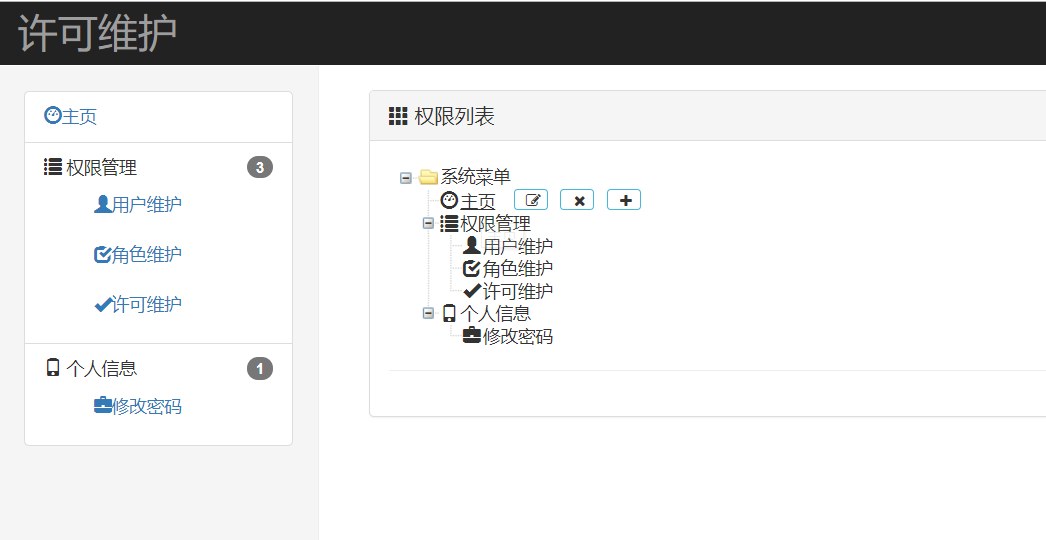 许可维护
主页
权限管理 3
用户维护
角色维护
许可维护
个人信息 1
修改密码
权限列表
系统菜单
主页
权限管理
用户维护
角色维护
许可维护
个人信息
修改密码